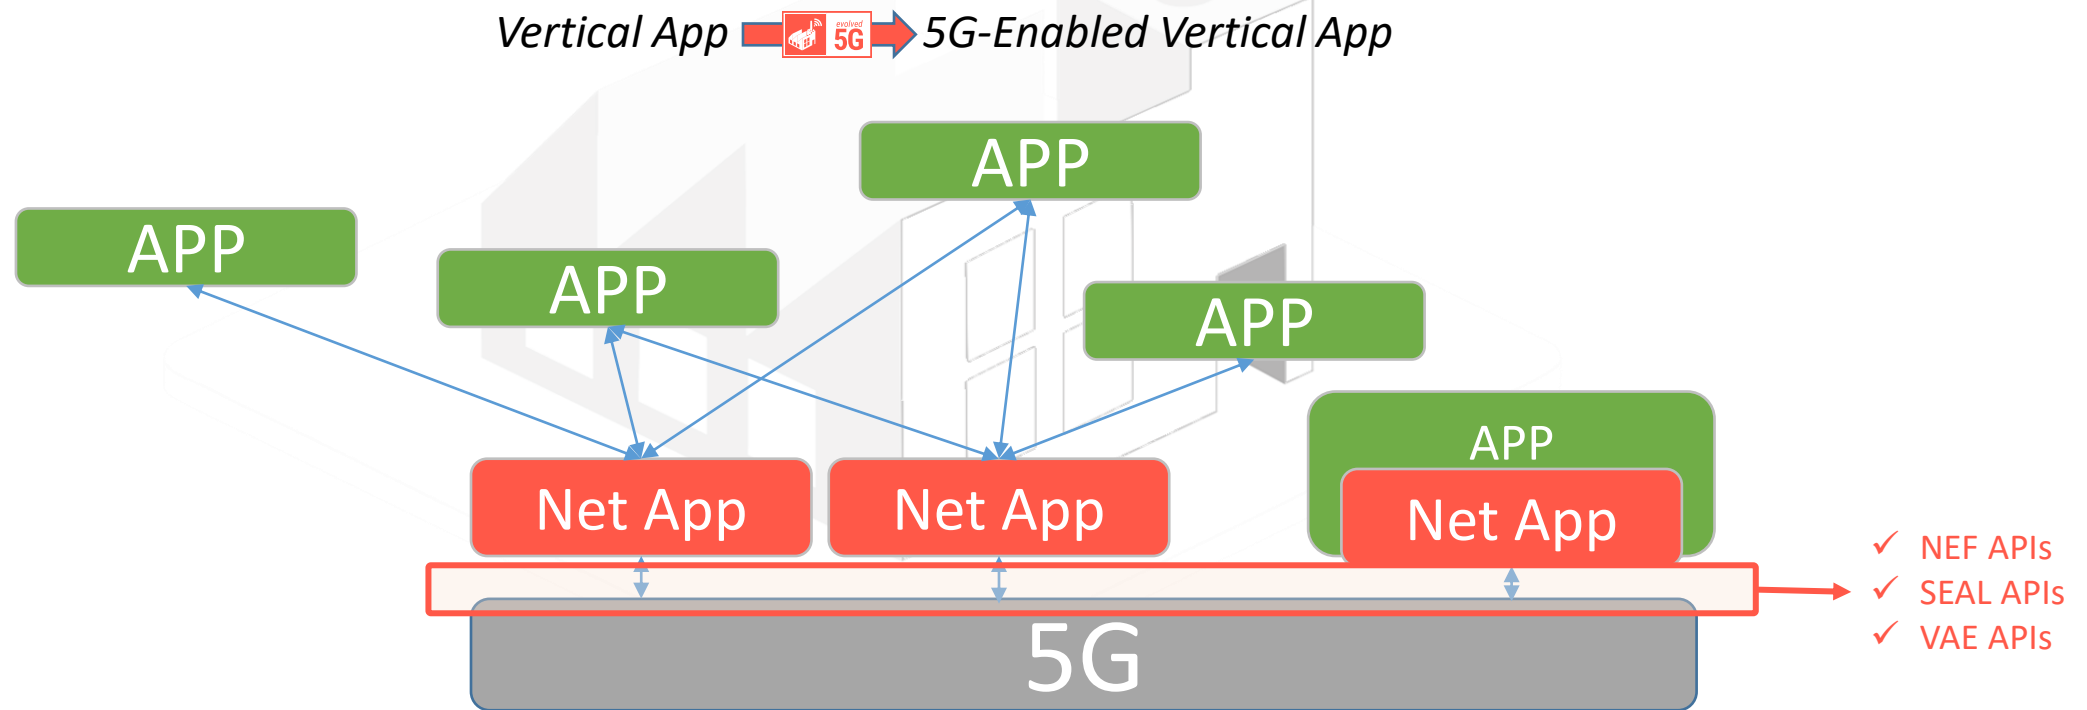 Vertical App evolved 5G 5G-Enabled Vertical App
APP
APP
APP
APP
APP
Net App
Net App
Net App
NEF APIs
SEAL APIs
VAE APIs
5G